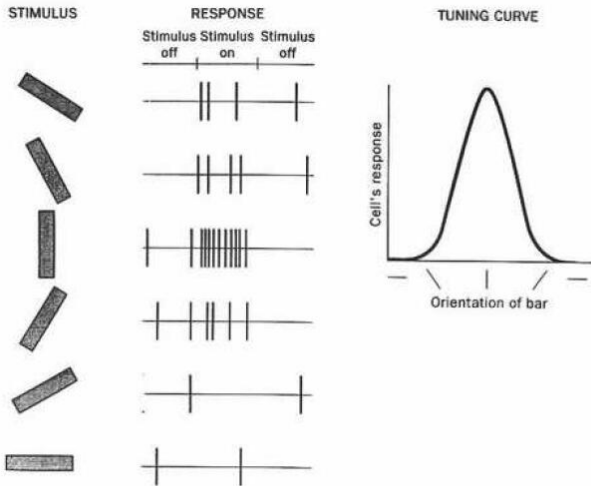 STIMULUS
RESPONSE
TUNING CURVE
Stimulus Stimulus Stimulus
off on off
Cell's response
Orientation of bar